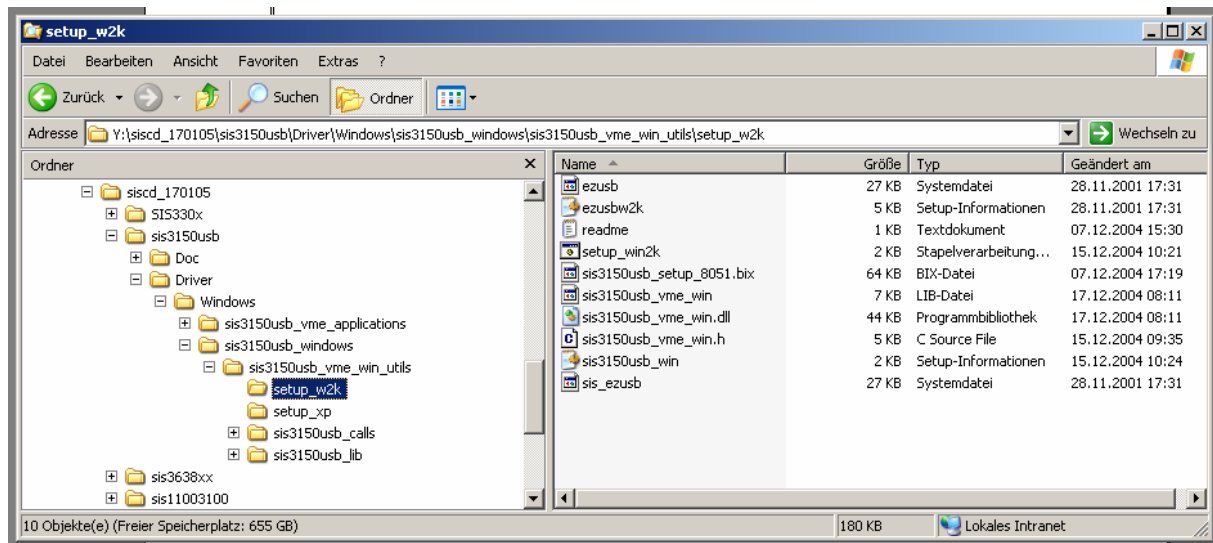 setup_w2k
Datei Bearbeiten Ansicht Favoriten Extras ?
Zurück Suchen Ordner
Adresse Y:\siscd_170105\sis3150usb\Driver\Windows\sis3150usb_windows\sis3150usb_vme_win_utils\setup_w2k Wechseln zu
Ordner x
siscd_170105
SIS330x
sis3150usb
Doc
Driver
Windows
sis3150usb_vme_applications
sis3150usb_windows
sis3150usb_vme_win_utils
setup_w2k
setup_xp
sis3150usb_calls
sis3150usb_lib
sis3638xx
sis11003100
Name Größe Typ Geändert am
ezusb 27 KB Systemdatei 28.11.2001 17:31
ezusbw2k 5 KB Setup-Informationen 28.11.2001 17:31
readme 1 KB Textdokument 07.12.2004 15:30
setup_win2k 2 KB Stapelverarbeitung... 15.12.2004 10:21
sis3150usb_setup_8051.bix 64 KB BIX-Datei 07.12.2004 17:19
sis3150usb_vme_win 7 KB LIB-Datei 17.12.2004 08:11
sis3150usb_vme_win.dll 44 KB Programmbibliothek 17.12.2004 08:11
sis3150usb_vme_win.h 5 KB C Source File 15.12.2004 09:35
sis3150usb_win 2 KB Setup-Informationen 15.12.2004 10:24
sis_ezusb 27 KB Systemdatei 28.11.2001 17:31
10 Objekte(e) (Freier Speicherplatz: 655 GB) 180 KB Lokales Intranet